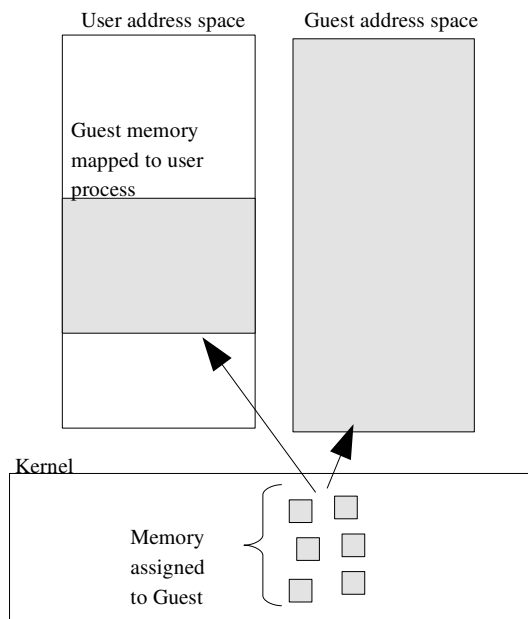 User address space
Guest address space
Guest memory
mapped to user
process
Kernel
Memory
assigned
to Guest